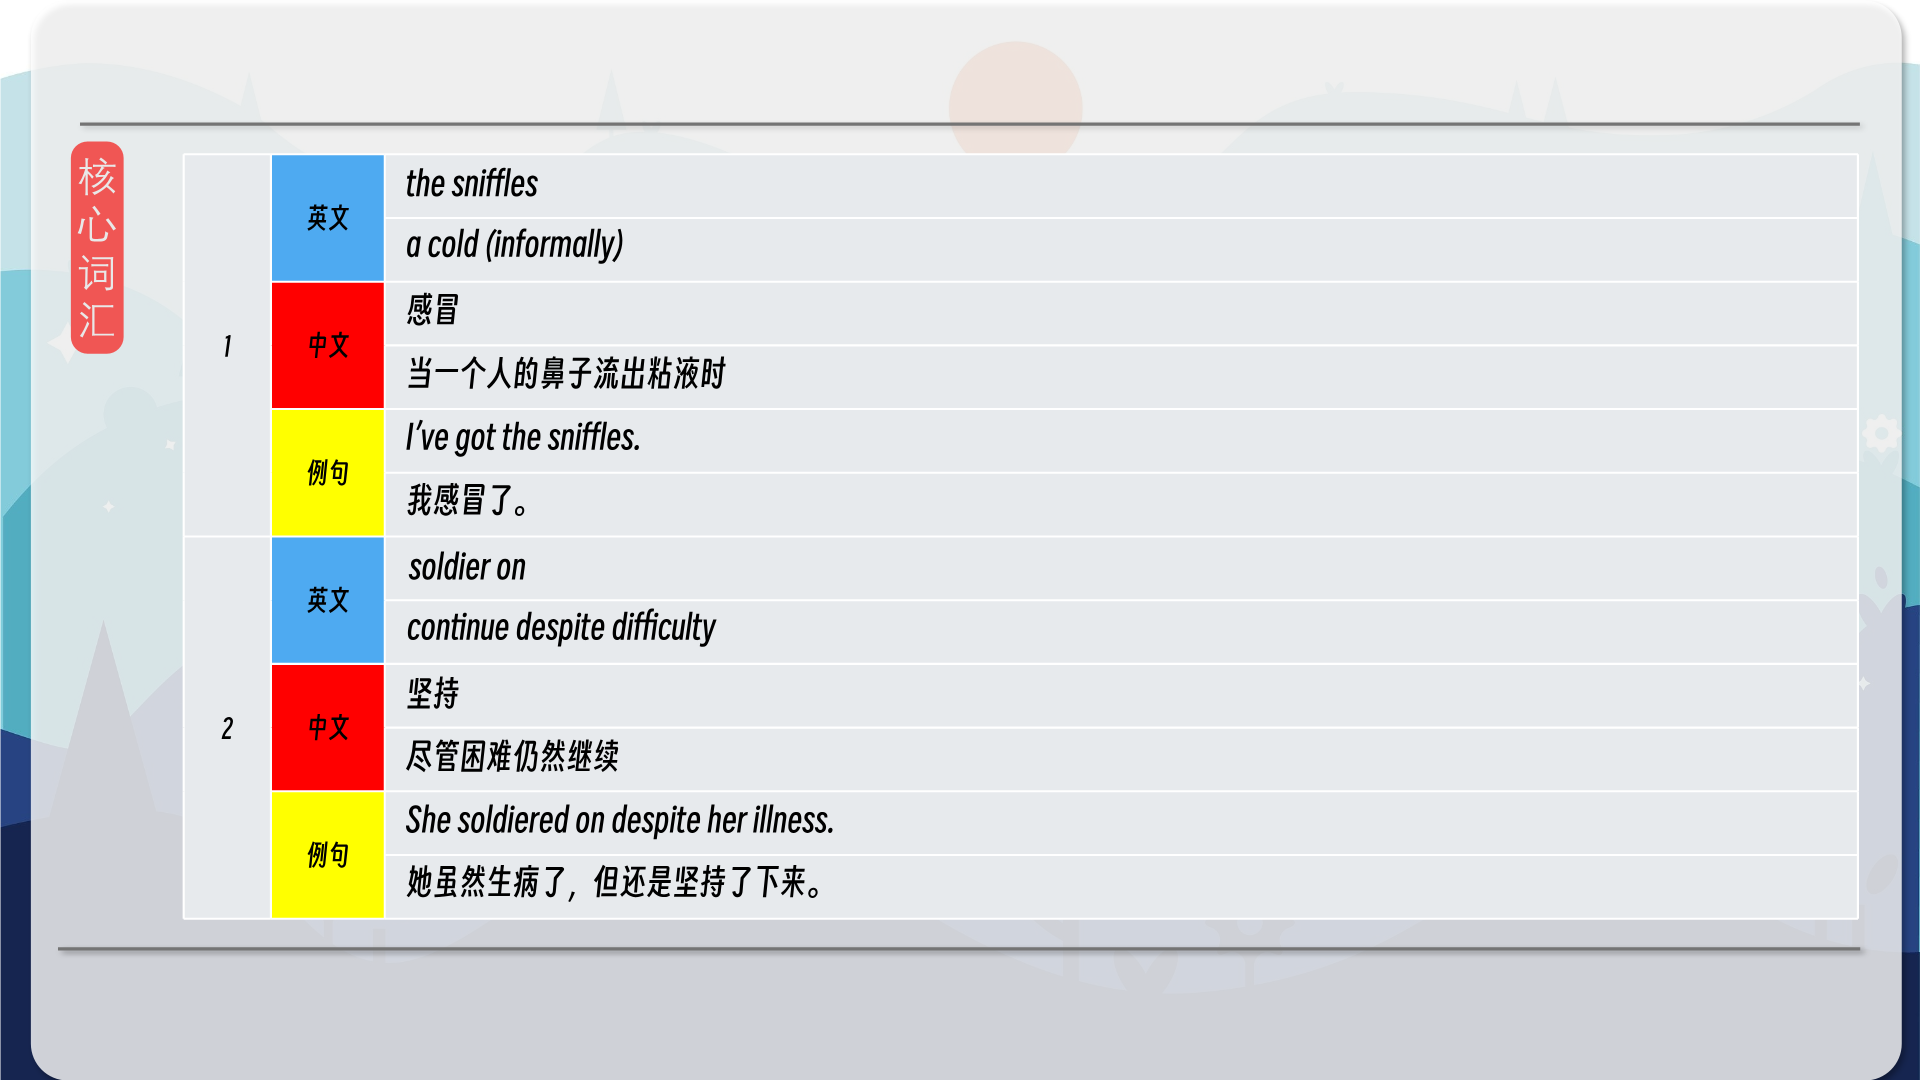 核
心
词
汇
1
英文
the sniffles
a cold (informally)
中文
感冒
当一个人的鼻子流出粘液时
例句
I’ve got the sniffles.
我感冒了。
2
英文
soldier on
continue despite difficulty
中文
坚持
尽管困难仍然继续
例句
She soldiered on despite her illness.
她虽然生病了，但还是坚持了下来。